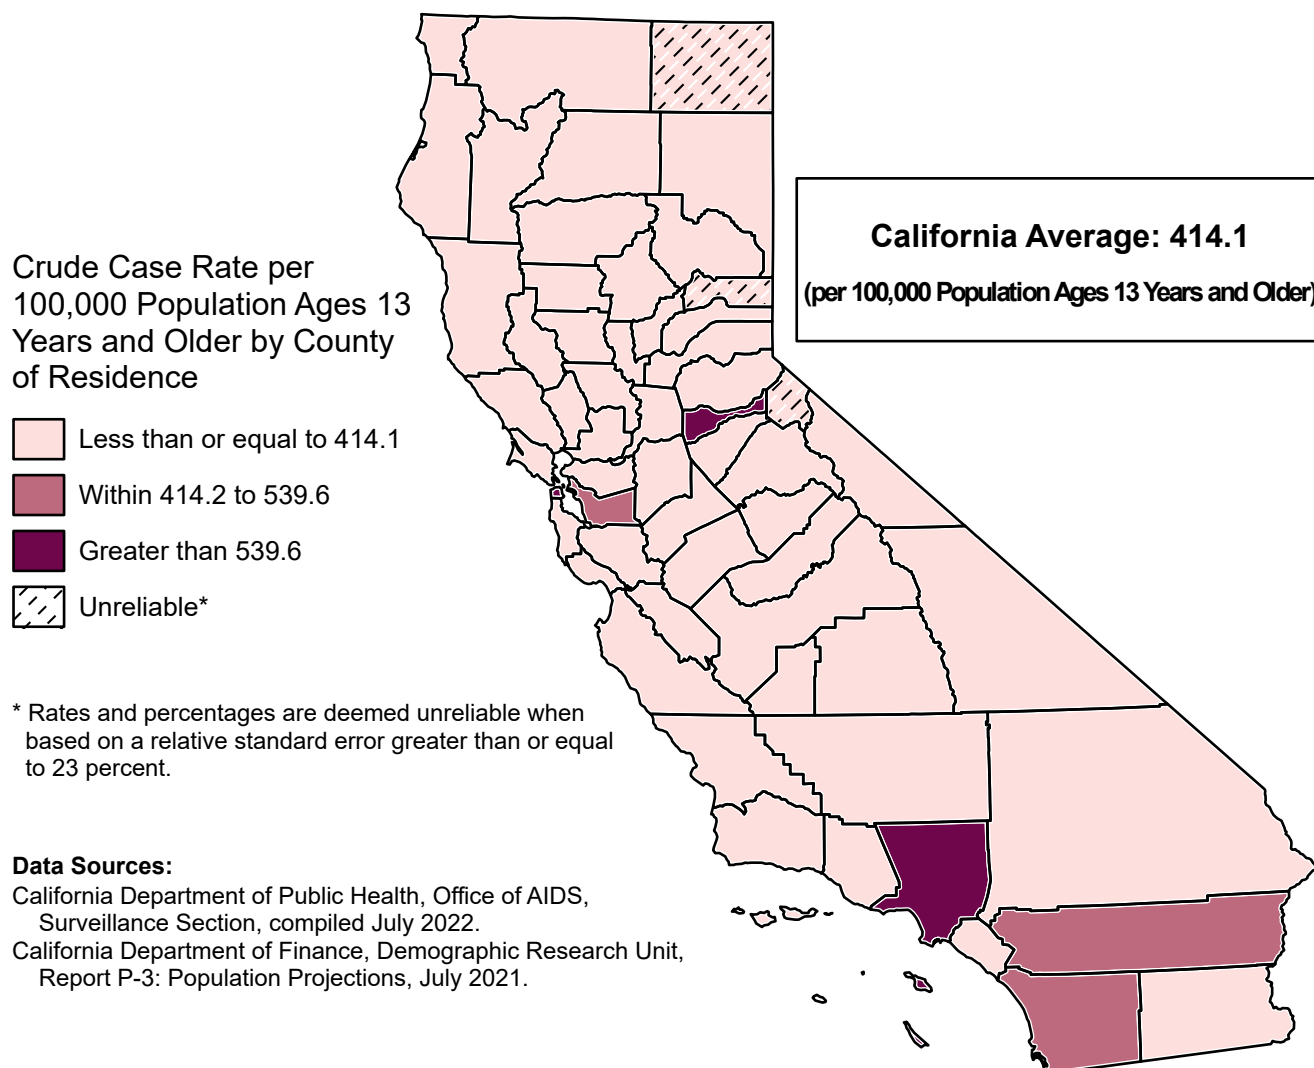 California Average: 414.1
(per 100,000 Population Ages 13 Years and Older)
Crude Case Rate per
100,000 Population Ages 13
Years and Older by County
of Residence
Less than or equal to 414.1
Within 414.2 to 539.6
Greater than 539.6
Unreliable*
* Rates and percentages are deemed unreliable when
based on a relative standard error greater than or equal
to 23 percent.
Data Sources:
California Department of Public Health, Office of AIDS,
Surveillance Section, compiled July 2022.
California Department of Finance, Demographic Research Unit,
Report P-3: Population Projections, July 2021.